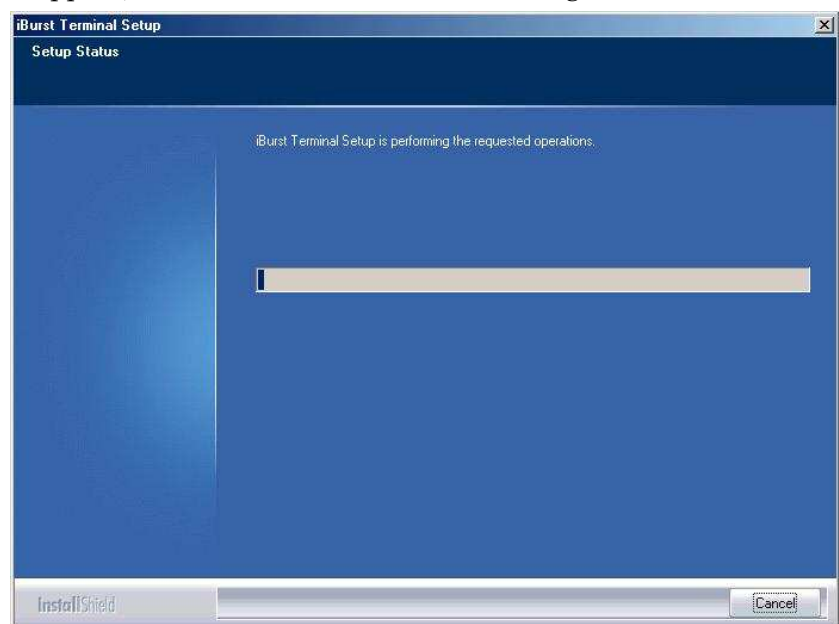 iBurst Terminal Setup
Setup Status
iBurst Terminal Setup is performing the requested operations.
InstallShield
Cancel